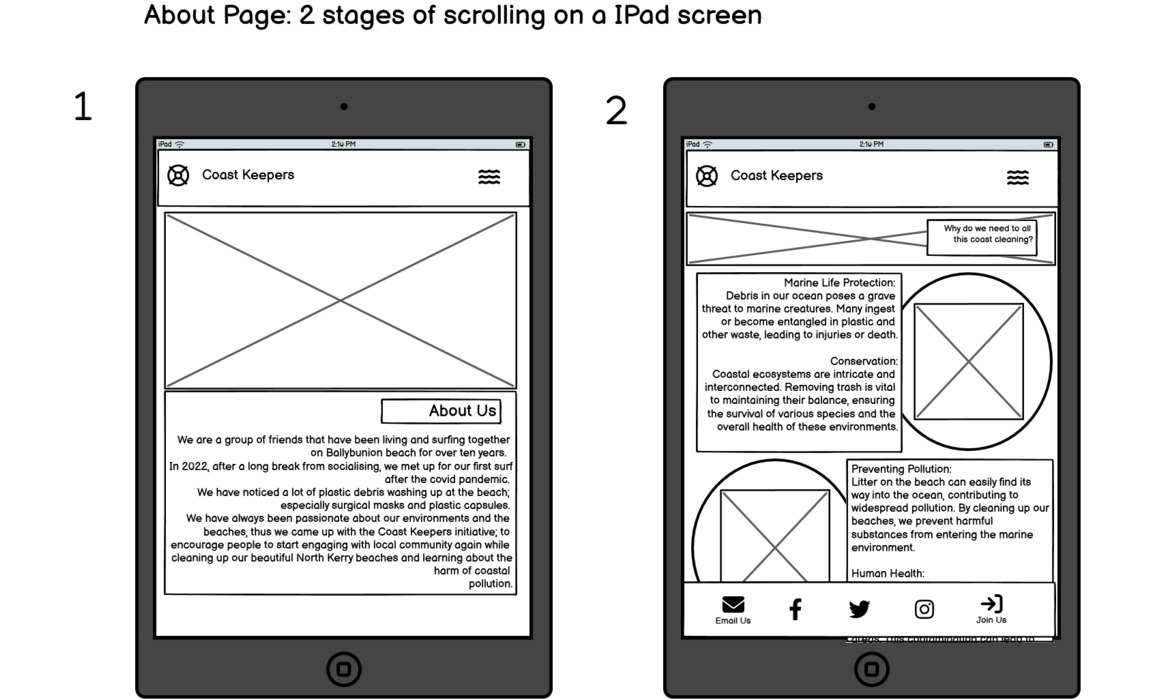 About Page: 2 stages of scrolling on a IPad screen
1
iPad
2:10 PM
Coast Keepers
About Us
We are a group of friends that have been living and surfing together
on Ballybunion beach for over ten years.
In 2022, after a long break from socialising, we met up for our first surf
after the covid pandemic.
We have noticed a lot of plastic debris washing up at the beach;
especially surgical masks and plastic capsules.
We have always been passionate about our environments and the
beaches, thus we came up with the Coast Keepers initiative; to
encourage people to start engaging with local community again while
cleaning up our beautiful North Kerry beaches and learning about the
harm of coastal
pollution.
2
iPad
2:10 PM
Coast Keepers
Why do we need to all
this coast cleaning?
Marine Life Protection:
Debris in our ocean poses a grave
threat to marine creatures. Many ingest
or become entangled in plastic and
other waste, leading to injuries or death.
Conservation:
Coastal ecosystems are intricate and
interconnected. Removing trash is vital
to maintaining their balance, ensuring
the survival of various species and the
overall health of these environments.
Preventing Pollution:
Litter on the beach can easily find its
way into the ocean, contributing to
widespread pollution. By cleaning up our
beaches, we prevent harmful
substances from entering the marine
environment.
Human Health:
Email Us
Join Us
areas. This contamination can lead to